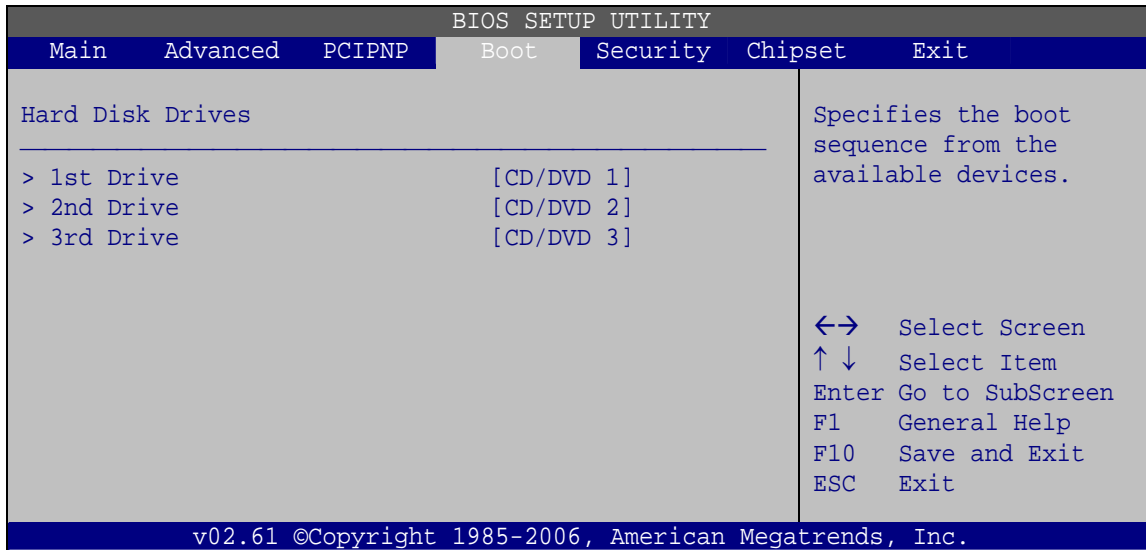 BIOS SETUP UTILITY
Main Advanced PCIPNP Boot Security Chipset Exit
Hard Disk Drives
> 1st Drive [CD/DVD 1]
> 2nd Drive [CD/DVD 2]
> 3rd Drive [CD/DVD 3]
Specifies the boot
sequence from the
available devices.
←→ Select Screen
↑ ↓ Select Item
Enter Go to SubScreen
F1 General Help
F10 Save and Exit
ESC Exit
v02.61 ©Copyright 1985-2006, American Megatrends, Inc.